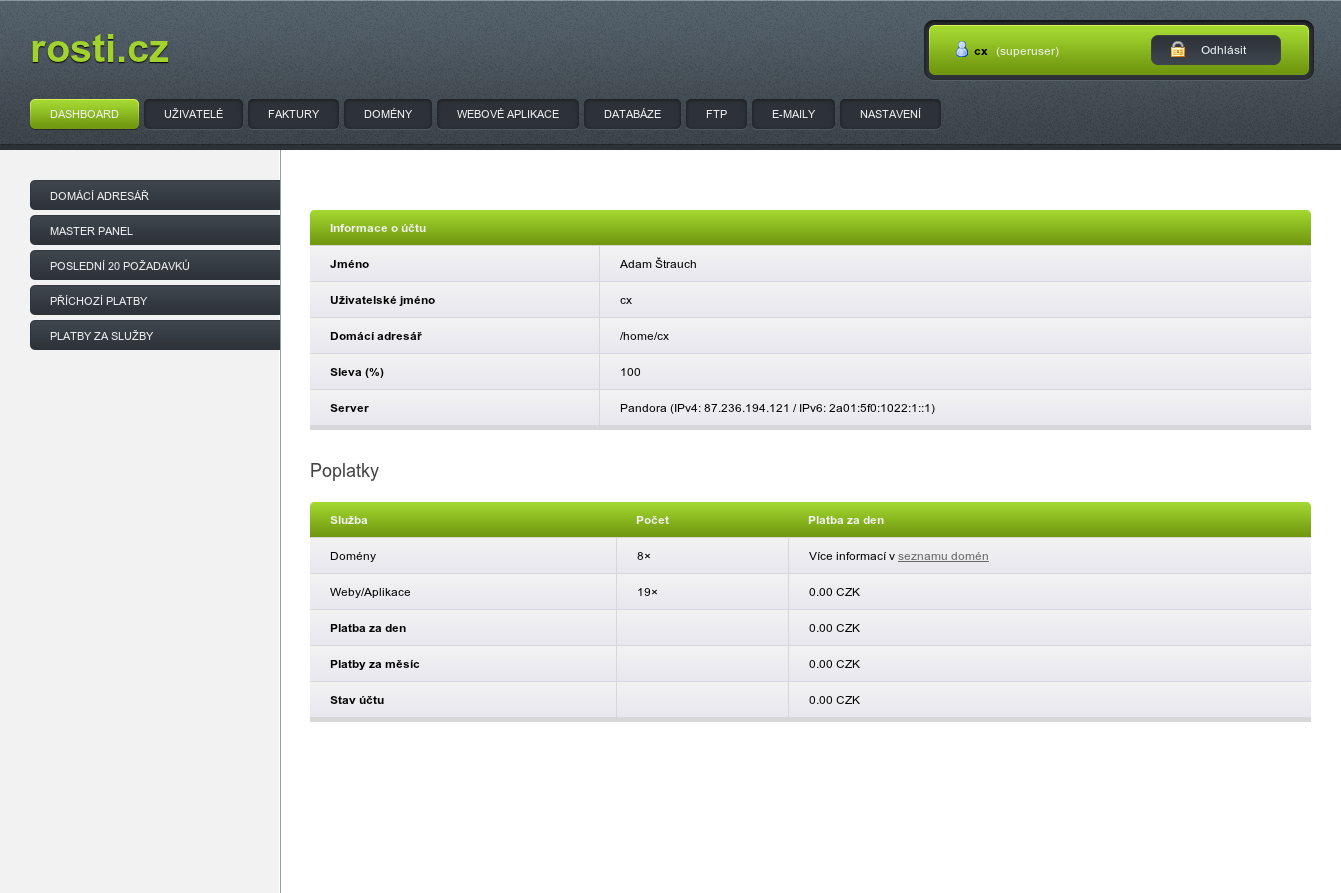 rosti.cz
cx (superuser) Odhlásit
DASHBOARD UŽIVATELÉ FAKTURY DOMÉNY WEBOVÉ APLIKACE DATABÁZE FTP E-MAILY NASTAVENÍ
DOMÁCÍ ADRESÁŘ
MASTER PANEL
POSLEDNÍ 20 POŽADAVKŮ
PŘÍCHOZÍ PLATBY
PLATBY ZA SLUŽBY
Informace o účtu
Jméno Adam Štrauch
Uživatelské jméno cx
Domácí adresář /home/cx
Sleva (%) 100
Server Pandora (IPv4: 87.236.194.121 / IPv6: 2a01:5f0:1022:1::1)
Poplatky
Služba Počet Platba za den
Domény 8× Více informací v seznamu domén
Weby/Aplikace 19× 0.00 CZK
Platba za den 0.00 CZK
Platby za měsíc 0.00 CZK
Stav účtu 0.00 CZK